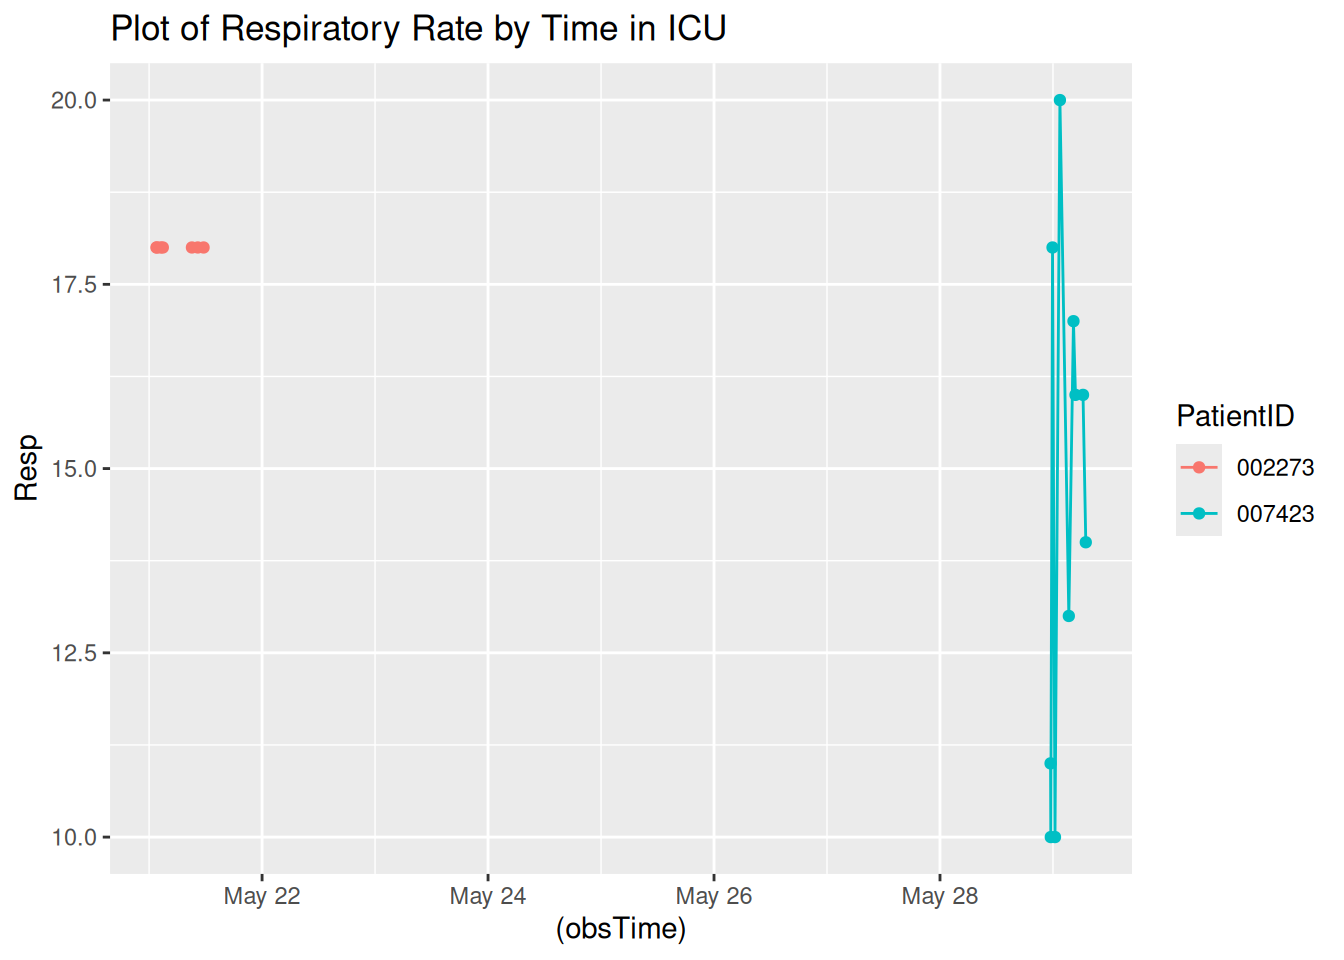 Plot of Respiratory Rate by Time in ICU
20.0
17.5
15.0
12.5
10.0
Resp
May 22
May 24
May 26
May 28
(obsTime)
PatientID
002273
007423